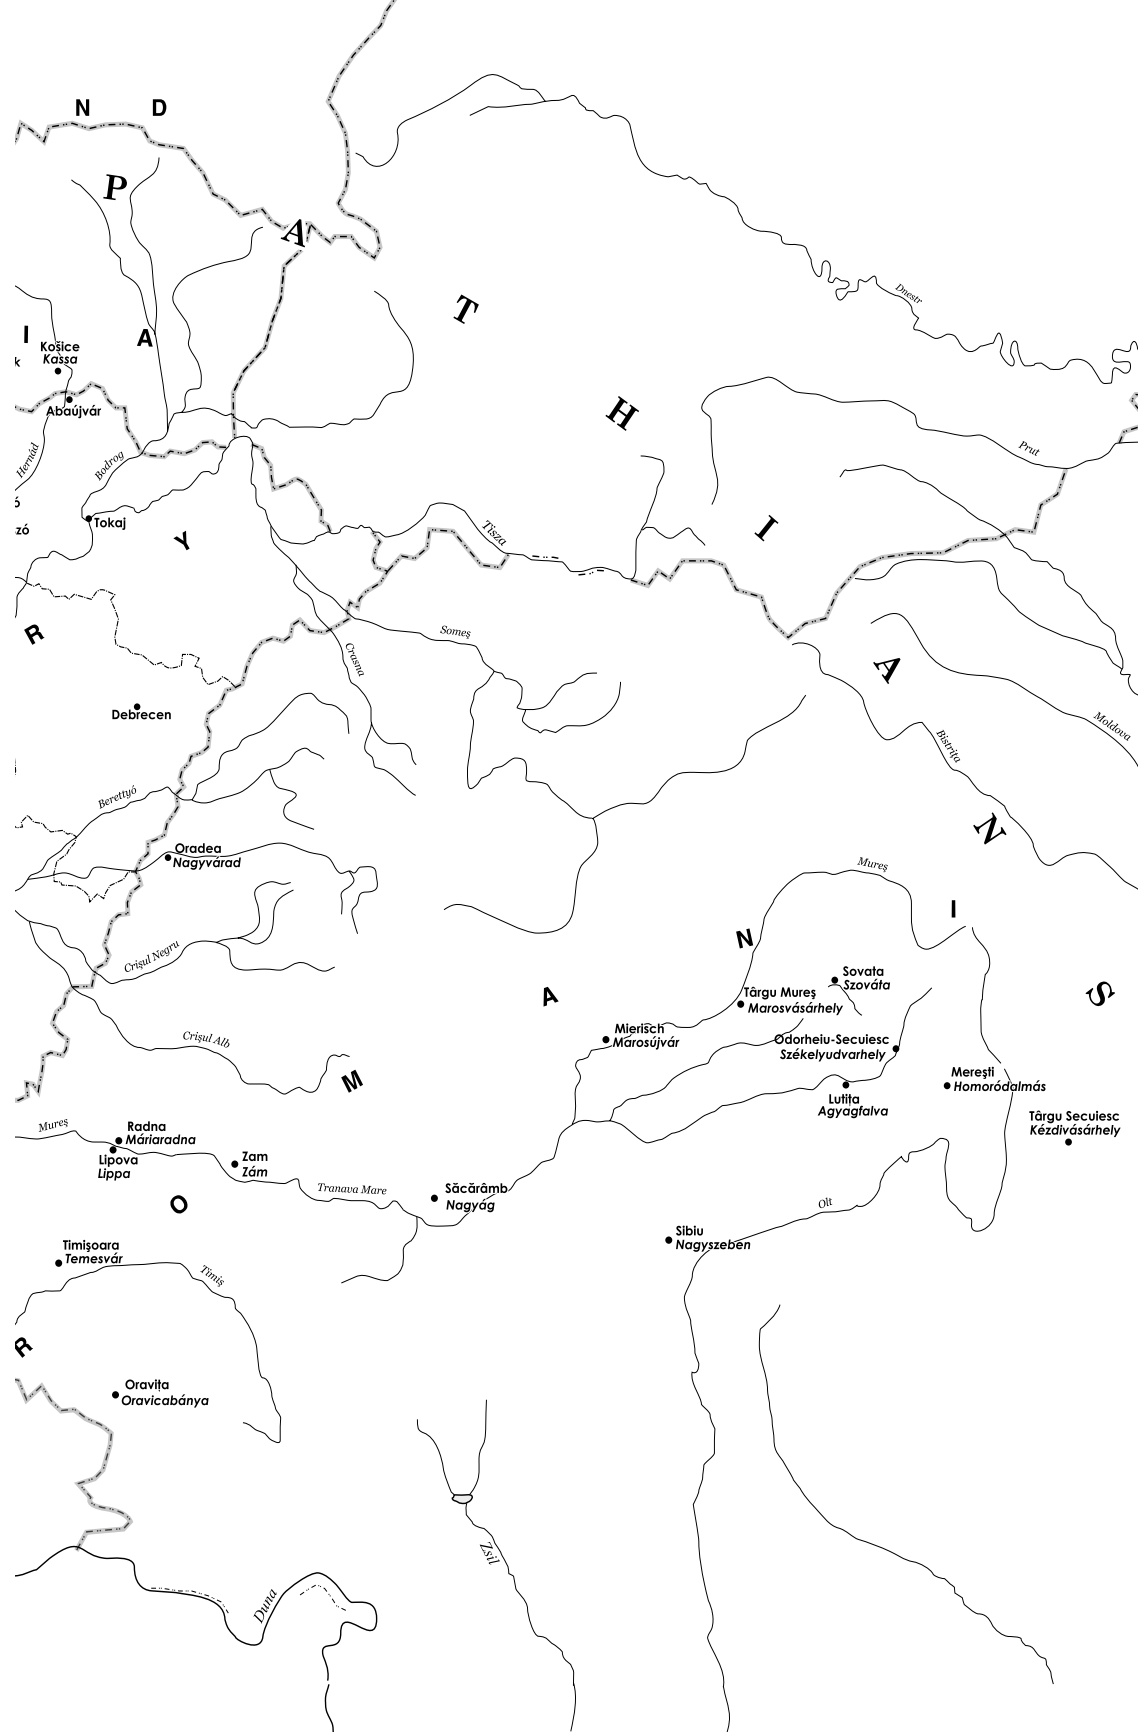 N D
P
A
T
I
A
Košice
Kassa
k
Abaújvár
Hernád
Bodrog
ó
zó
Tokaj
Y
R
H
I
A
N
S
Dnestr
Prut
Tisza
Someş
Crasna
Moldova
Bistriţa
Debrecen
Berettyó
Oradea
Nagyvárad
Crişul Negru
Crişul Alb
Mureş
N
I
A
M
Sovata
Szováta
Târgu Mureş
Marosvásárhely
Mierisch
Marosújvár
Odorheiu-Secuiesc
Székelyudvarhely
Mereşti
Homoródalmás
Lutiţa
Agyagfalva
Târgu Secuiesc
Kézdivásárhely
Mureş
Radna
Máriaradna
Lipova
Lippa
Zam
Zám
Tranava Mare
Săcărâmb
Nagyág
O
Olt
Sibiu
Nagyszeben
Timişoara
Temesvár
Timiş
R
Oraviţa
Oravicabánya
Zsil
Duna